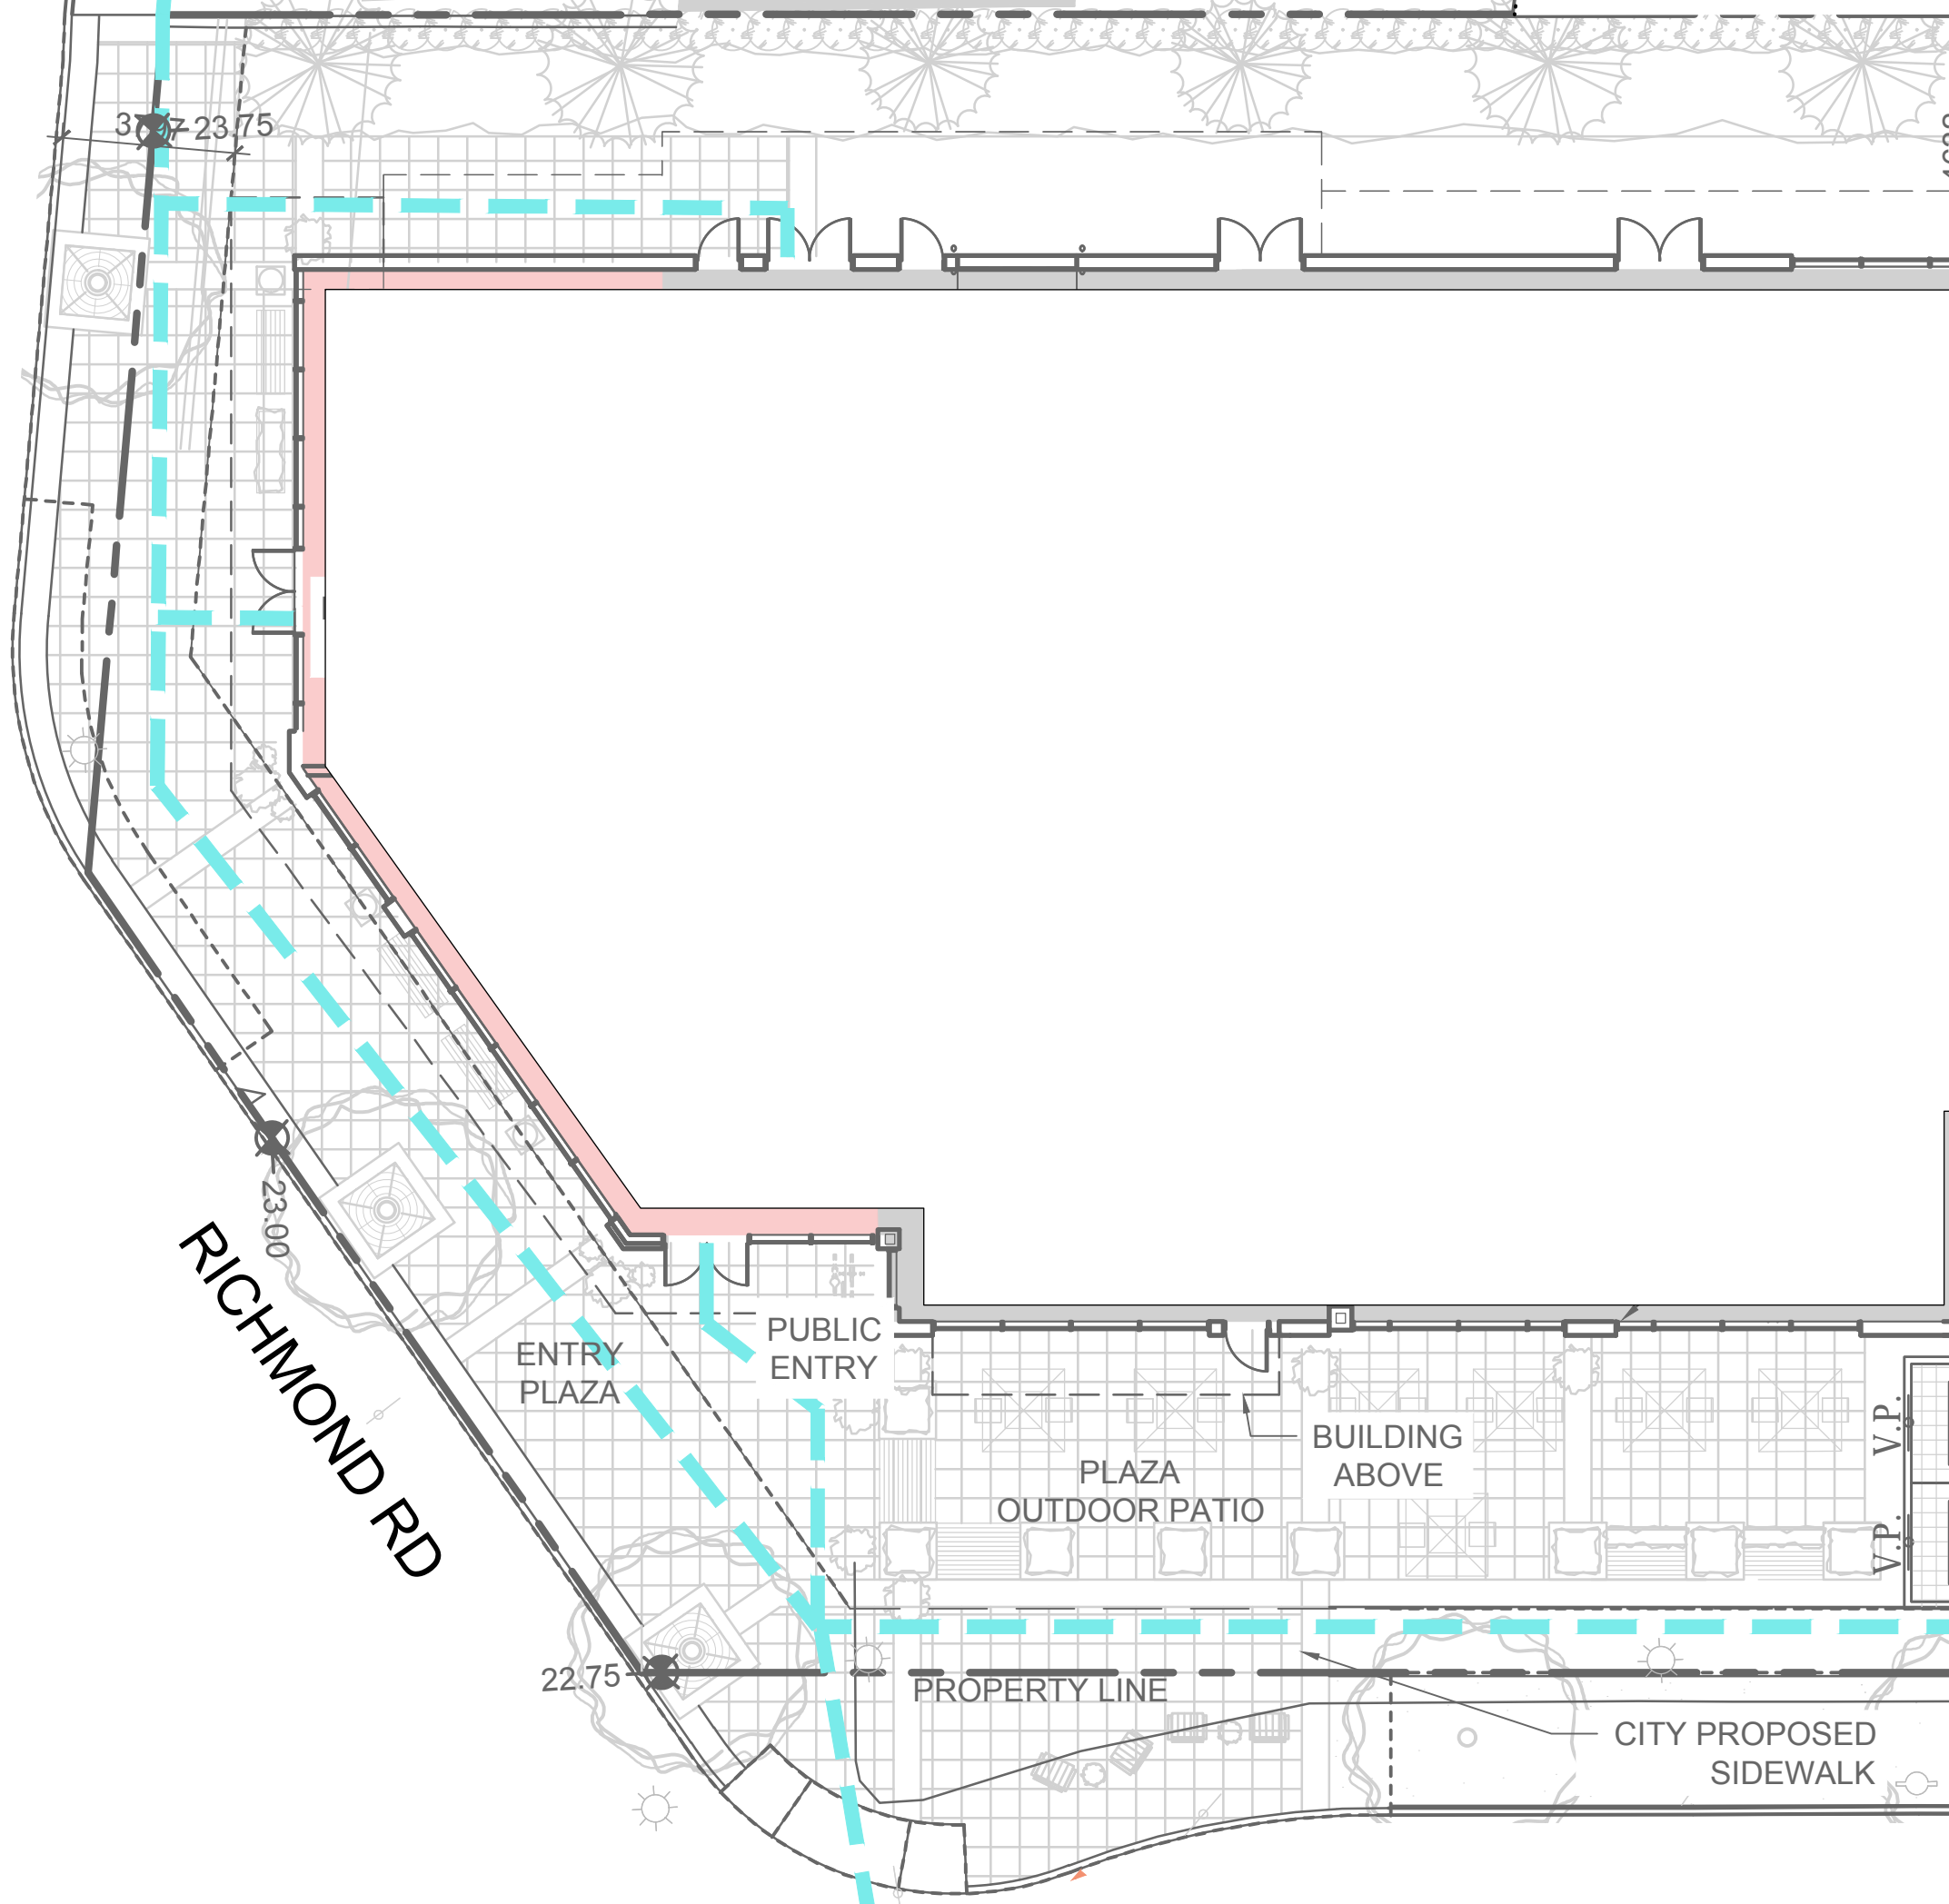 23.75
23.00
RICHMOND RD
PUBLIC
ENTRY
ENTRY
PLAZA
BUILDING
ABOVE
PLAZA
OUTDOOR PATIO
V.P.
V.P.
22.75
PROPERTY LINE
CITY PROPOSED
SIDEWALK